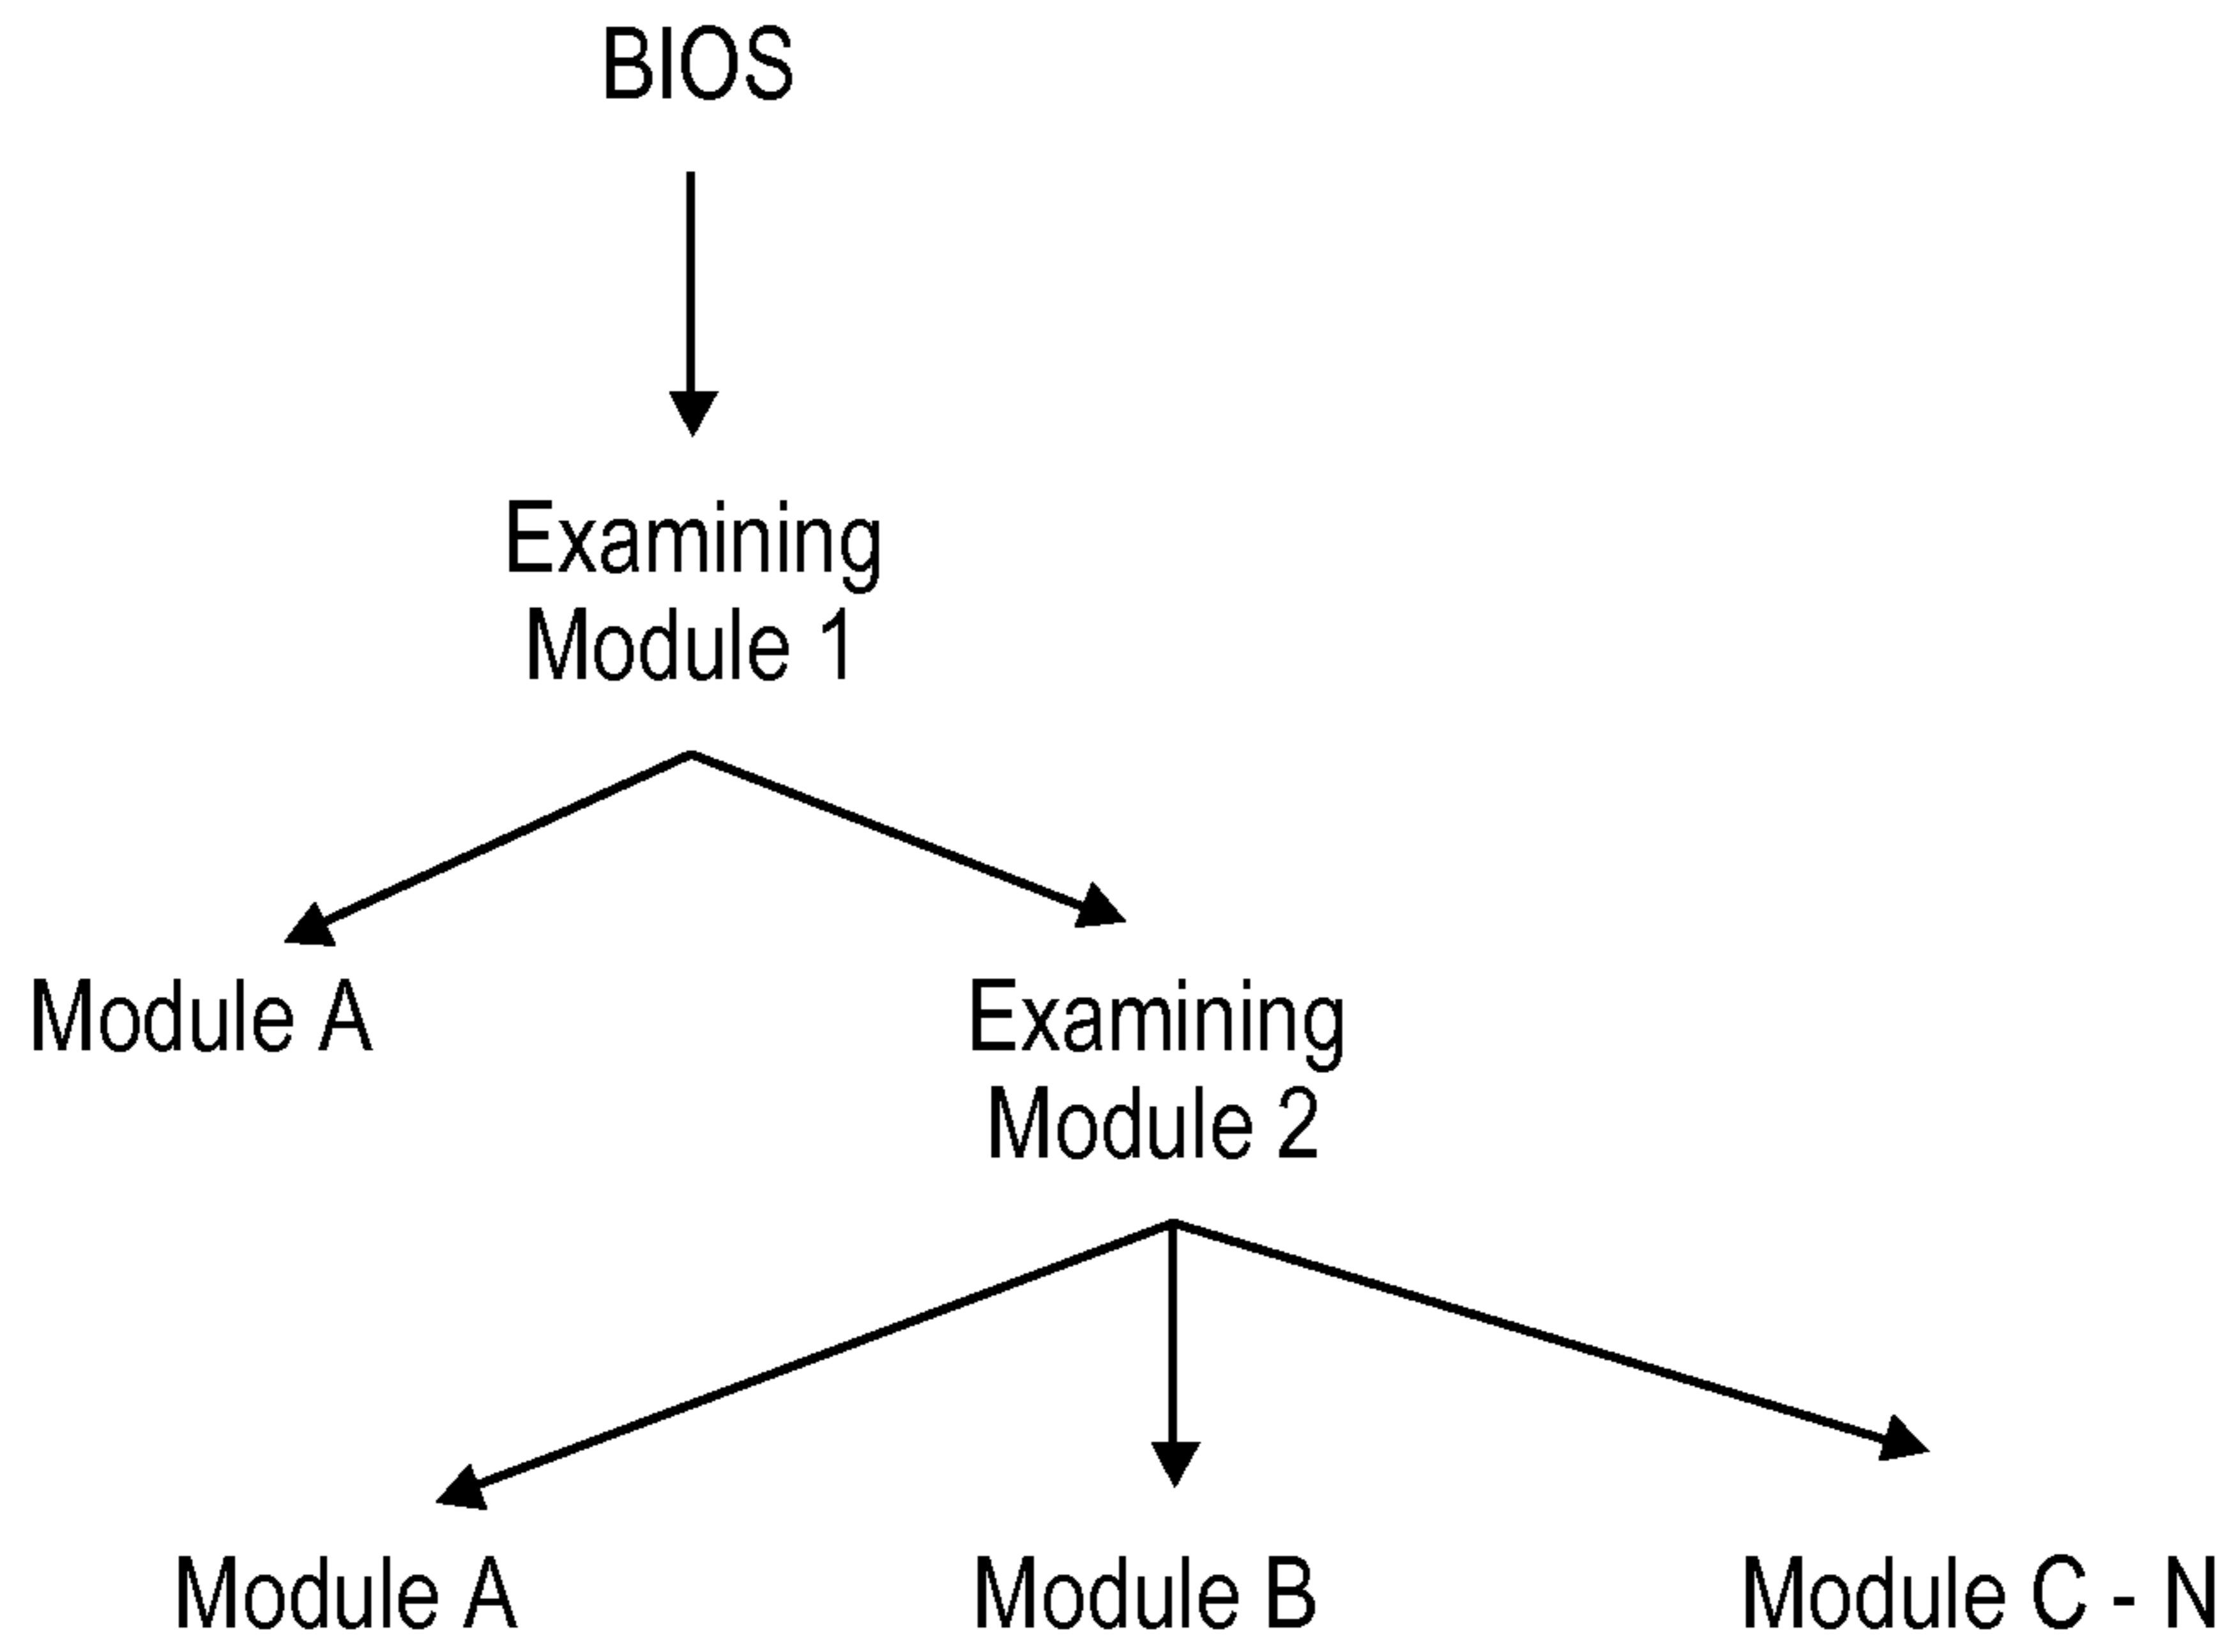 BIOS
Examining
Module 1
Module A
Examining
Module 2
Module A
Module B
Module C - N